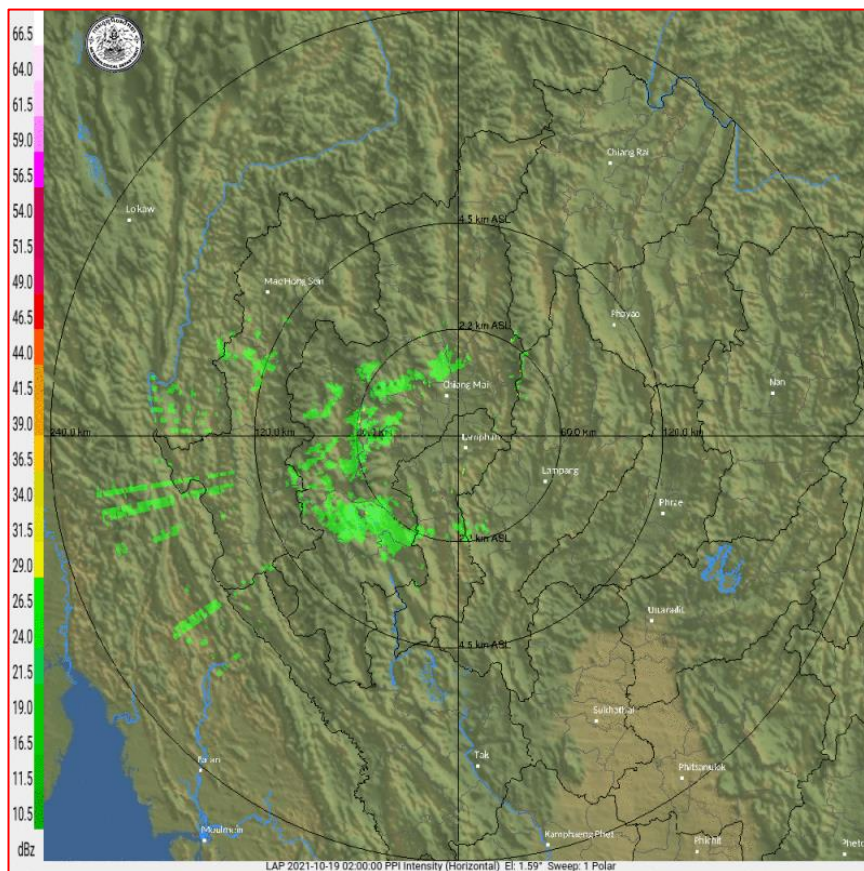 66.5
64.0
61.5
59.0
56.5
54.0
49.0
46.5
44.0
41.5
39.0
36.5
34.0
31.5
29.0
26.5
24.0
21.5
19.0
16.5
11.5
10.5
dBz
Chiang Rai
Loikaw
4.5 km ASL
Mae Hong Son
Phayao
2.2 km ASL
Chiang Mai
Nan
240.0 km
120.0 km
60.0 km
120.0 km
Lamphun
Lampang
Phrae
ASL
4.5 km ASL
Sukhothai
Tak
Phitsanulok
Moulmein
Kamphaeng Phet
Phichit
LAP 2021-10-19 02:00:00 PPI Intensity (Horizontal) El: 1.59° Sweep: 1 Polar